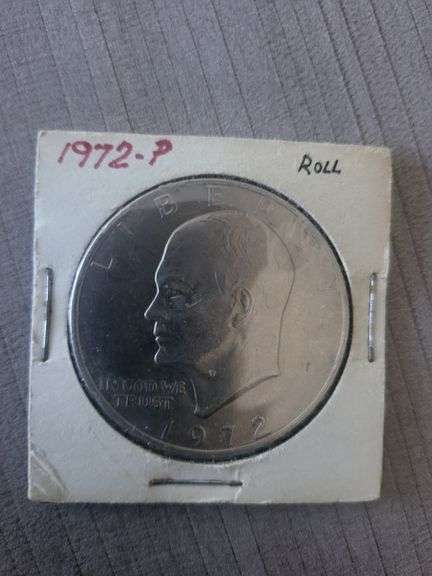 1972-P
ROLL
LIBERTY
IN GOD WE
TRUST
1972